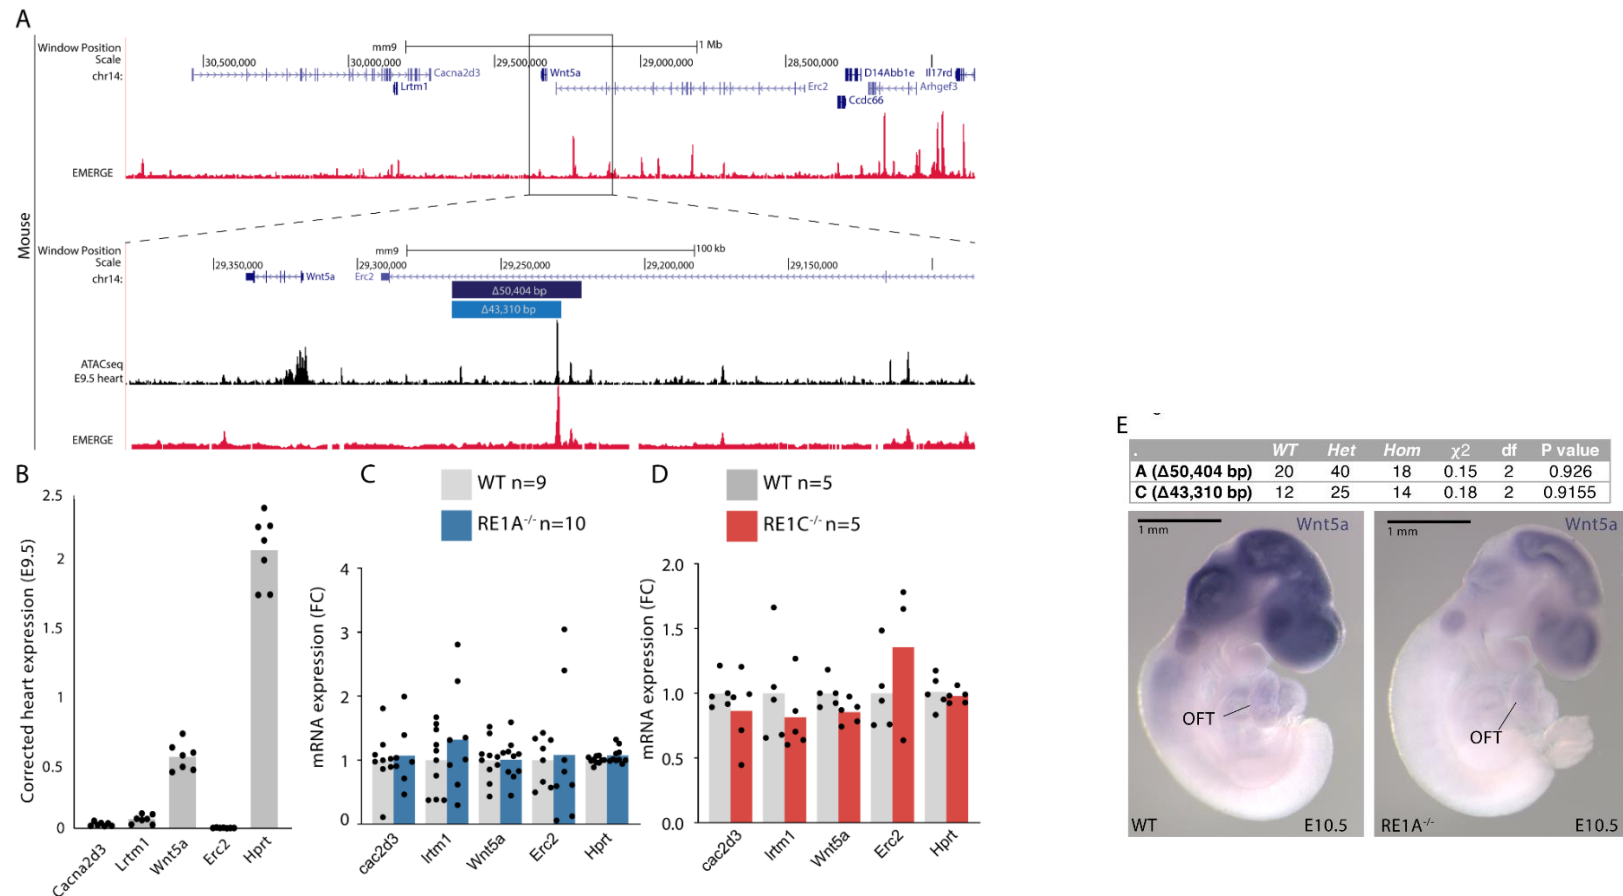 A
Mouse
Window Position
mm9
1 Mb
Scale
30,500,000
30,000,000
29,500,000
29,000,000
28,500,000
chr14:
Cacna2d3
Wnt5a
D14Abb1e
Il17rd
Lrtm1
Erc2
Arhgef3
Ccdc66
EMERGE
Window Position
mm9
100 kb
Scale
29,350,000
29,300,000
29,250,000
29,200,000
29,150,000
chr14:
Wnt5a
Erc2
Δ50,404 bp
Δ43,310 bp
ATACseq
E9.5 heart
EMERGE
B
Corrected heart expression (E9.5)
2.5
2
1.5
1
0.5
0
Cacna2d3
Lrtm1
Wnt5a
Erc2
Hprt
C
WT n=9
RE1A-/- n=10
mRNA expression (FC)
4
3
2
1
0
cac2d3
lrtm1
Wnt5a
Erc2
Hprt
D
WT n=5
RE1C-/- n=5
mRNA expression (FC)
2.0
1.5
1.0
0.5
0.0
cac2d3
lrtm1
Wnt5a
Erc2
Hprt
E
. WT Het Hom χ2 df P value
A (Δ50,404 bp) 20 40 18 0.15 2 0.926
C (Δ43,310 bp) 12 25 14 0.18 2 0.9155
1 mm
Wnt5a
OFT
WT
E10.5
1 mm
Wnt5a
OFT
RE1A-/-
E10.5